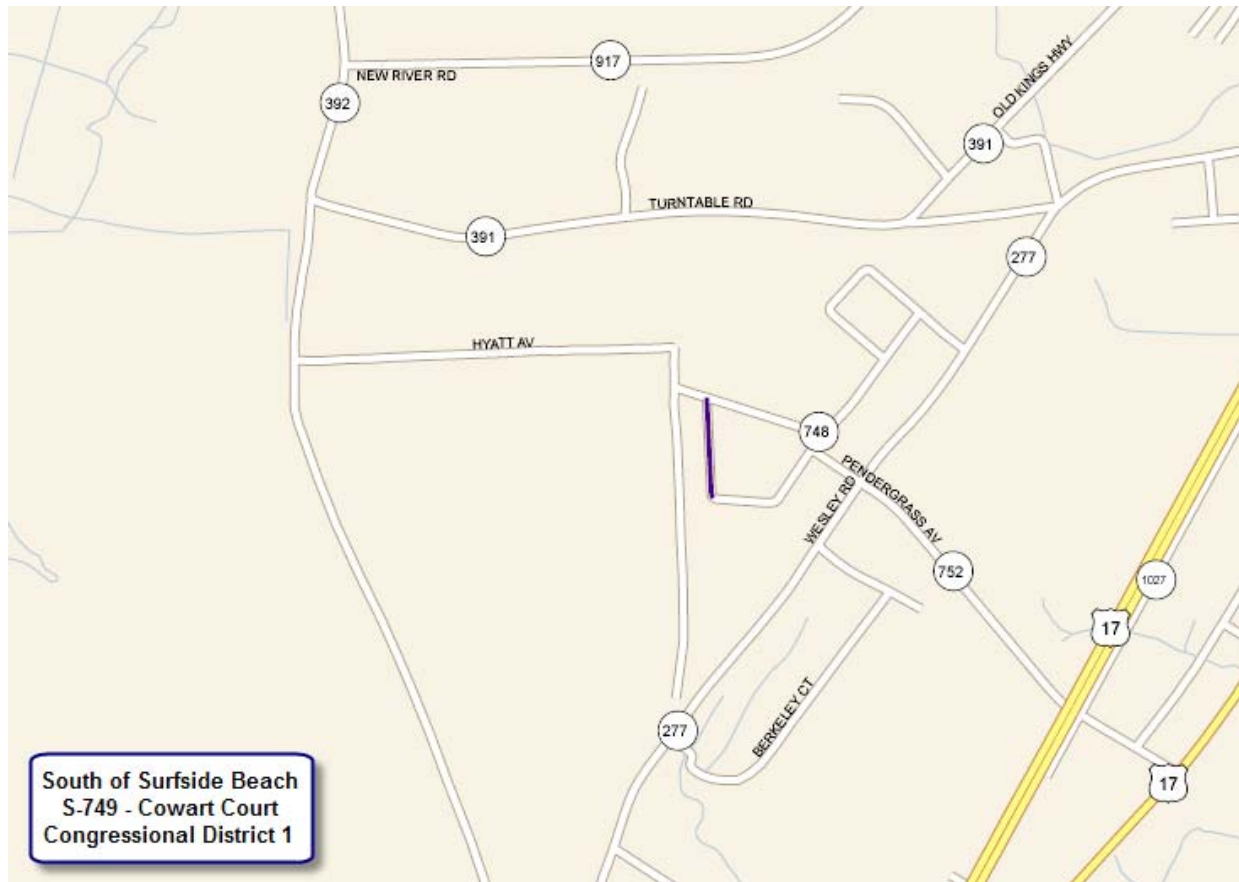 917
NEW RIVER RD
392
OLD KINGS HWY
391
TURNTABLE RD
391
277
HYATT AV
748
PENDERGRASS AV
WESLEY RD
752
1027
17
BERKELEY CT
277
17
South of Surfside Beach
S-749 - Cowart Court
Congressional District 1